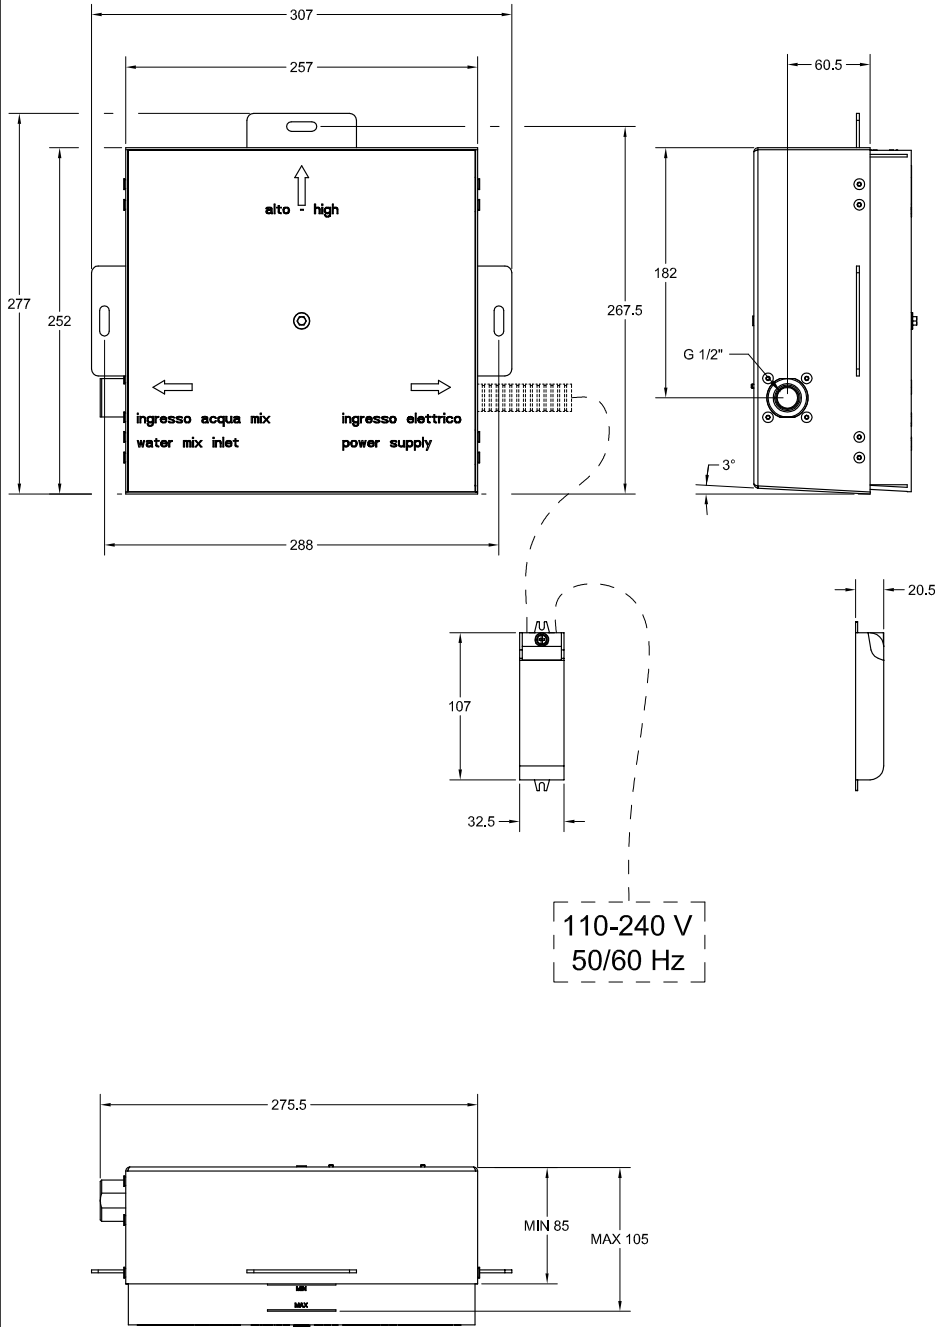 307
257
60.5
alto - high
277
252
267.5
182
G 1/2"
ingresso acqua mix
water mix inlet
ingresso elettrico
power supply
3°
288
20.5
107
32.5
110-240 V
50/60 Hz
275.5
MIN 85
MAX 105
MIN
MAX